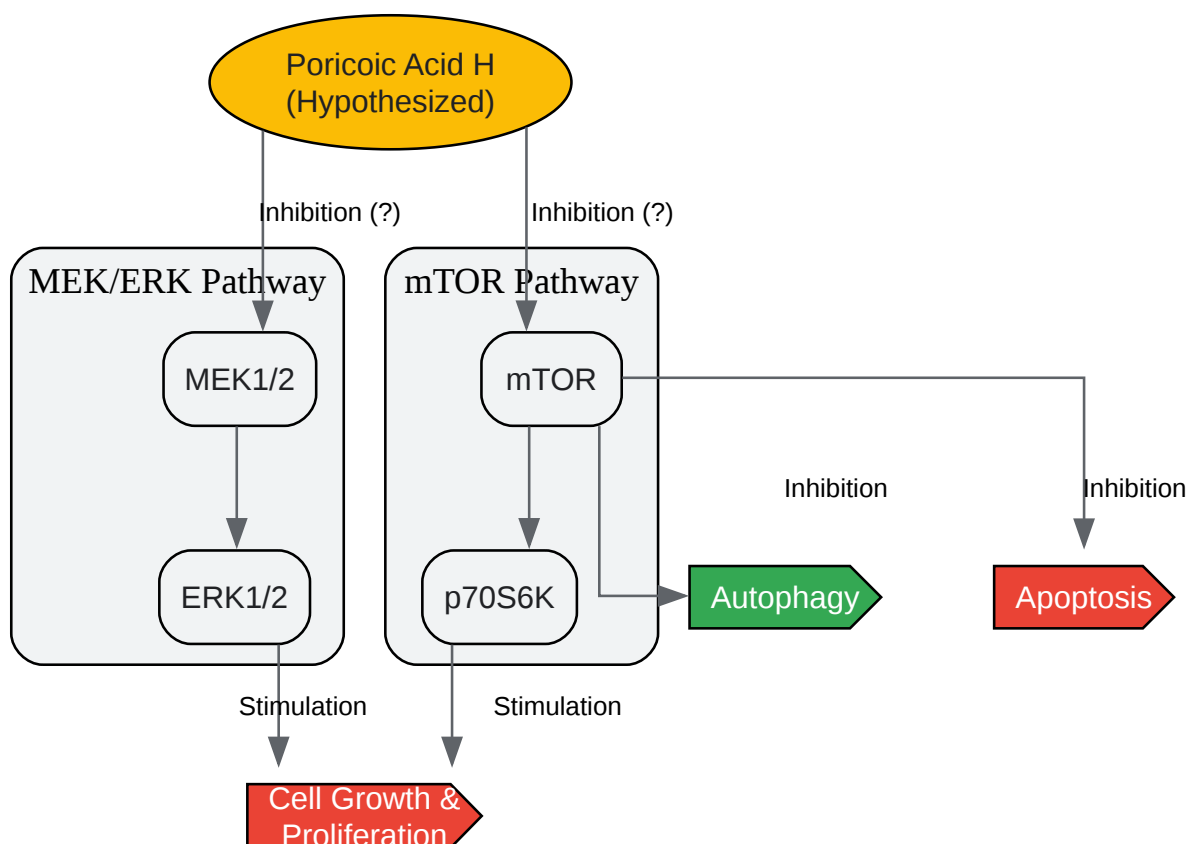 Poricoic Acid H
(Hypothesized)
Inhibition (?)
Inhibition (?)
MEK/ERK Pathway
mTOR Pathway
MEK1/2
mTOR
Inhibition
Inhibition
ERK1/2
p70S6K
Autophagy
Apoptosis
Stimulation
Stimulation
Cell Growth &
Proliferation